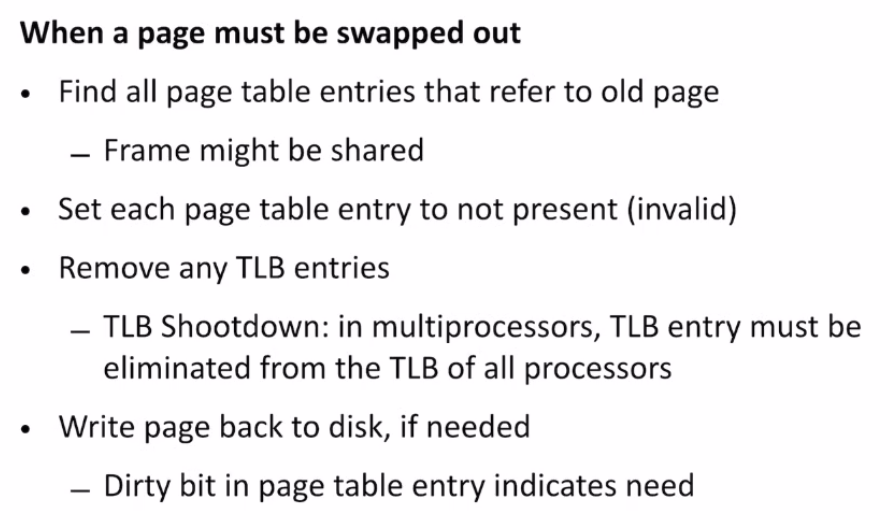 When a page must be swapped out
• Find all page table entries that refer to old page
– Frame might be shared
• Set each page table entry to not present (invalid)
• Remove any TLB entries
– TLB Shootdown: in multiprocessors, TLB entry must be
eliminated from the TLB of all processors
• Write page back to disk, if needed
– Dirty bit in page table entry indicates need